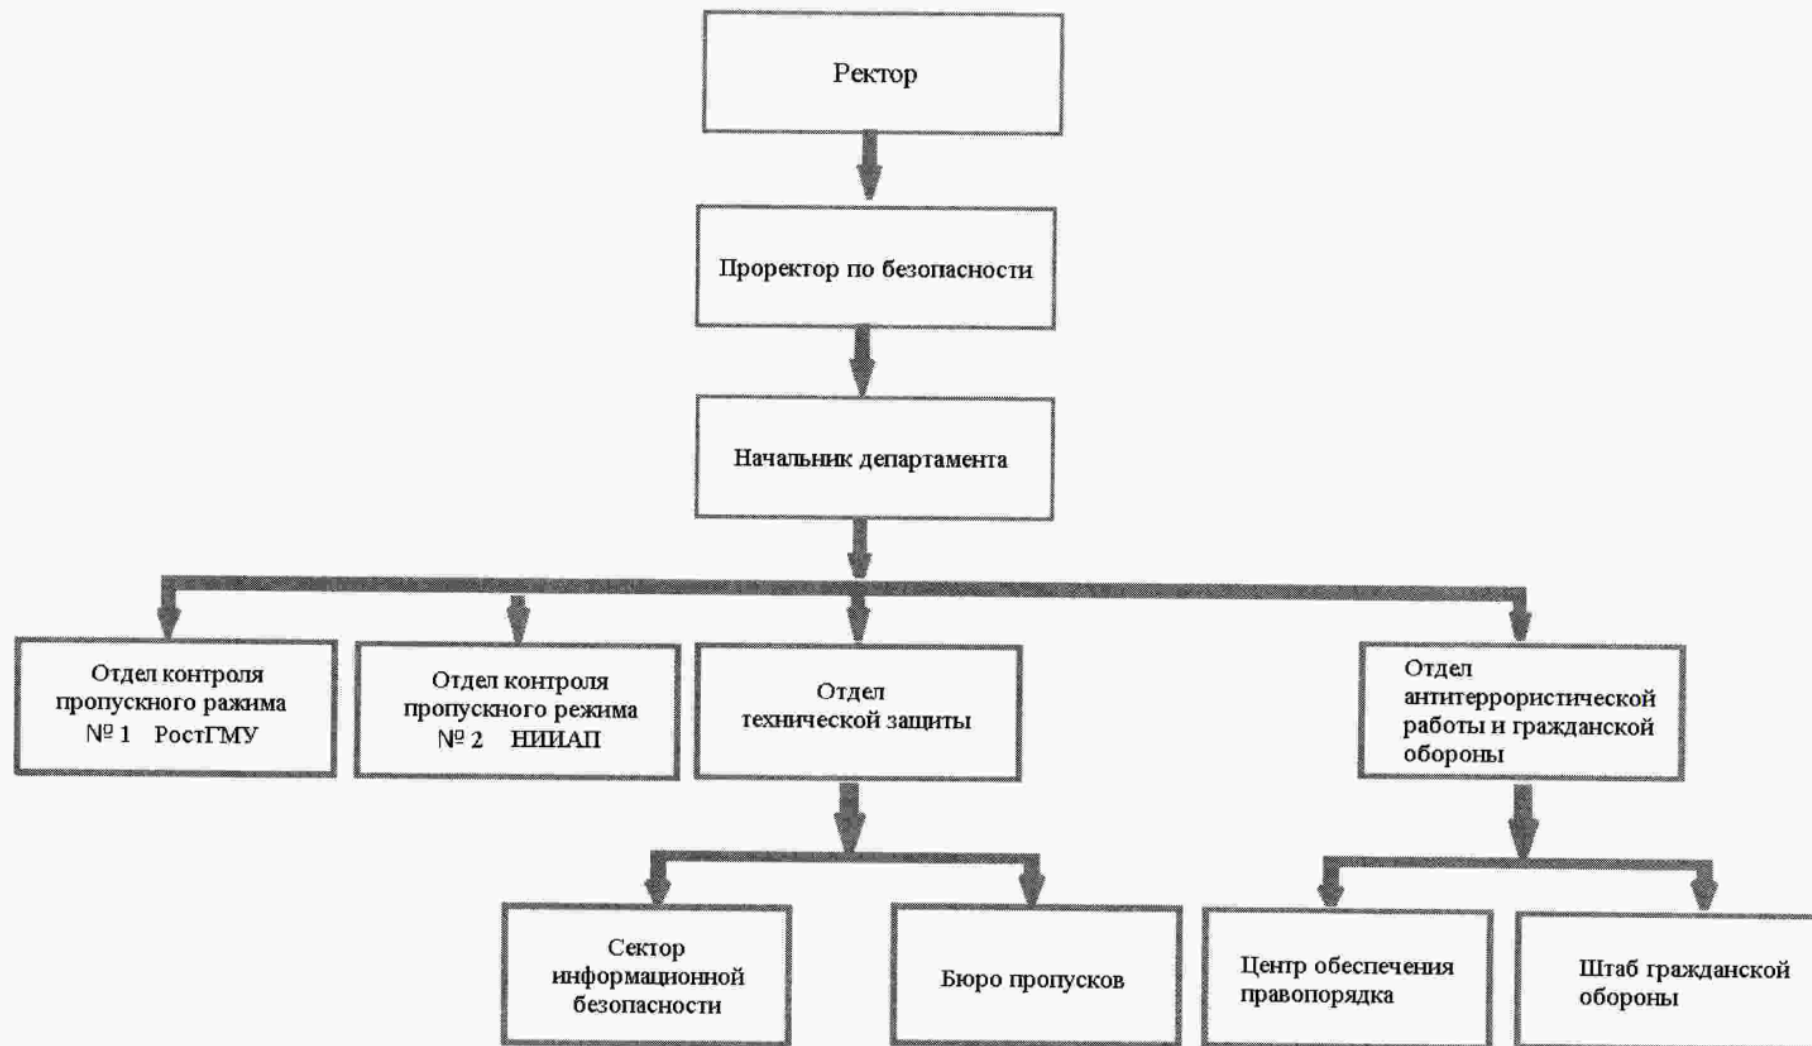 Ректор
Проректор по безопасности
Начальник департамента
Отдел контроля
пропускного ражима
№ 1 РостГМУ
Отдел контроля
пропускного режима
№ 2 НИИАП
Отдел
технической защиты
Отдел
антитеррористической
работы и гражданской
обороны
Сектор
информационной
безопасности
Бюро пропусков
Центр обеспечения
правопорядка
Штаб гражданской
обороны